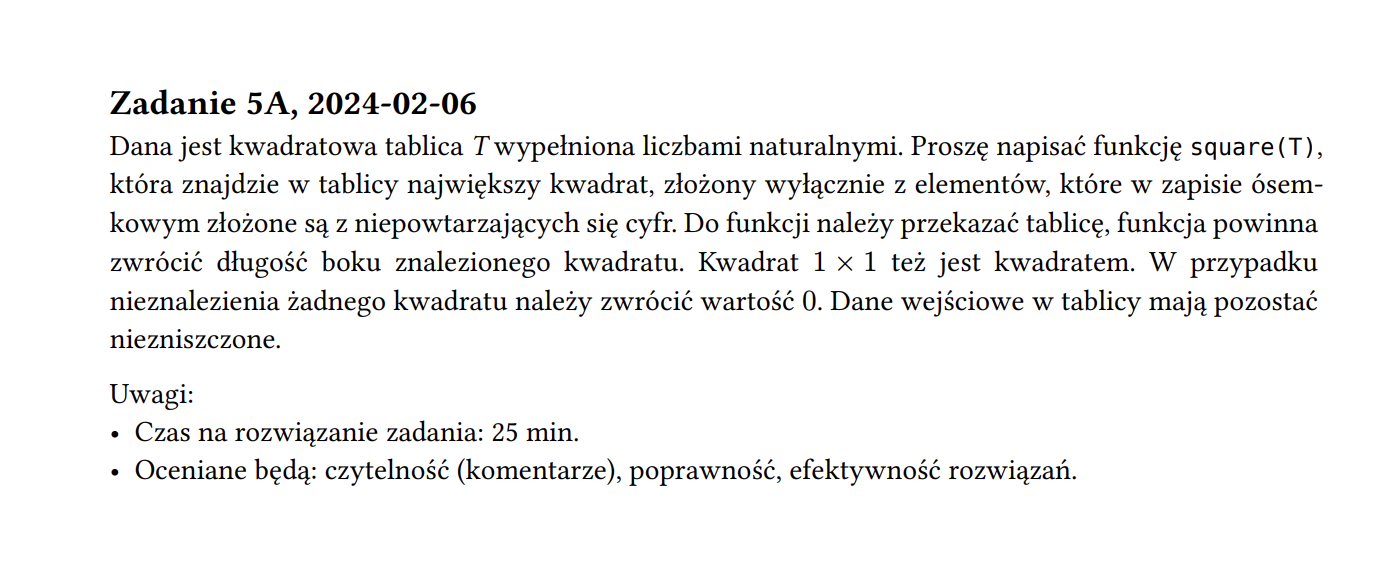 Zadanie 5A, 2024-02-06
Dana jest kwadratowa tablica T wypełniona liczbami naturalnymi. Proszę napisać funkcję square(T),
która znajdzie w tablicy największy kwadrat, złożony wyłącznie z elementów, które w zapisie ósem-
kowym złożone są z niepowtarzających się cyfr. Do funkcji należy przekazać tablicę, funkcja powinna
zwrócić długość boku znalezionego kwadratu. Kwadrat 1 × 1 też jest kwadratem. W przypadku
nieznalezienia żadnego kwadratu należy zwrócić wartość 0. Dane wejściowe w tablicy mają pozostać
niezniszczone.
Uwagi:
• Czas na rozwiązanie zadania: 25 min.
• Oceniane będą: czytelność (komentarze), poprawność, efektywność rozwiązań.